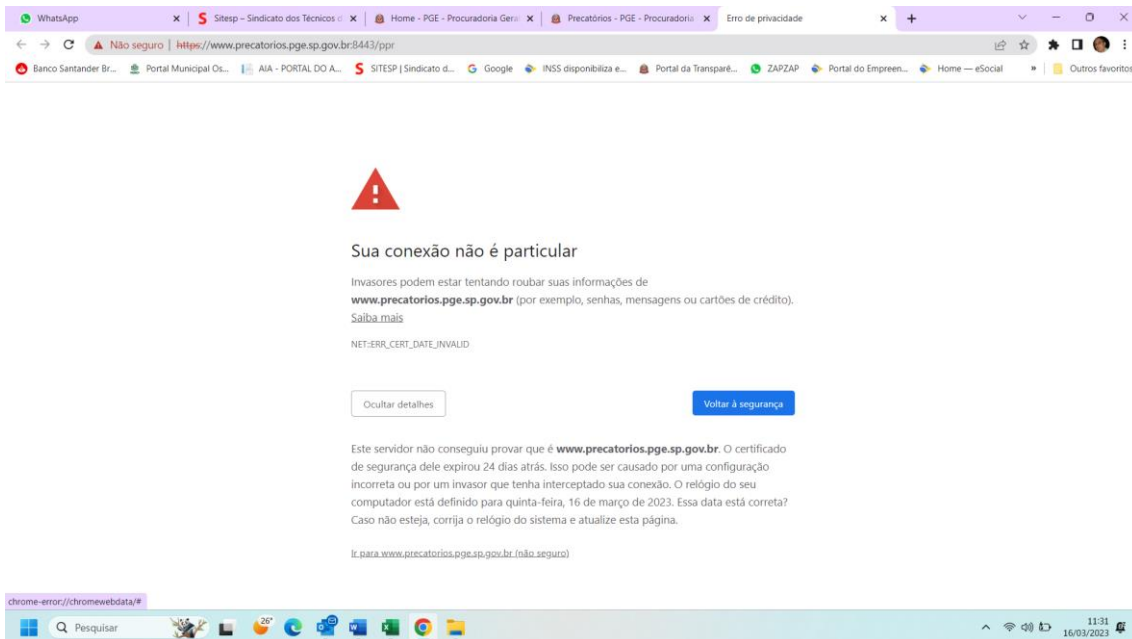 WhatsApp
Sitesp – Sindicato dos Técnicos d
Home - PGE - Procuradoria Geral
Precatórios - PGE - Procuradoria
Erro de privacidade
Não seguro | https://www.precatorios.pge.sp.gov.br:8443/ppr
Banco Santander Br... Portal Municipal Os... AIA - PORTAL DO A... SITESP | Sindicato d... Google INSS disponibiliza e... Portal da Transparê... ZAPZAP Portal do Empreen... Home — eSocial » Outros favoritos
Sua conexão não é particular
Invasores podem estar tentando roubar suas informações de
www.precatorios.pge.sp.gov.br (por exemplo, senhas, mensagens ou cartões de crédito).
Saiba mais
NET::ERR_CERT_DATE_INVALID
Ocultar detalhes
Voltar à segurança
Este servidor não conseguiu provar que é www.precatorios.pge.sp.gov.br. O certificado
de segurança dele expirou 24 dias atrás. Isso pode ser causado por uma configuração
incorreta ou por um invasor que tenha interceptado sua conexão. O relógio do seu
computador está definido para quinta-feira, 16 de março de 2023. Essa data está correta?
Caso não esteja, corrija o relógio do sistema e atualize esta página.
Ir para www.precatorios.pge.sp.gov.br (não seguro)
chrome-error://chromewebdata/#
Pesquisar
26°
11:31
16/03/2023